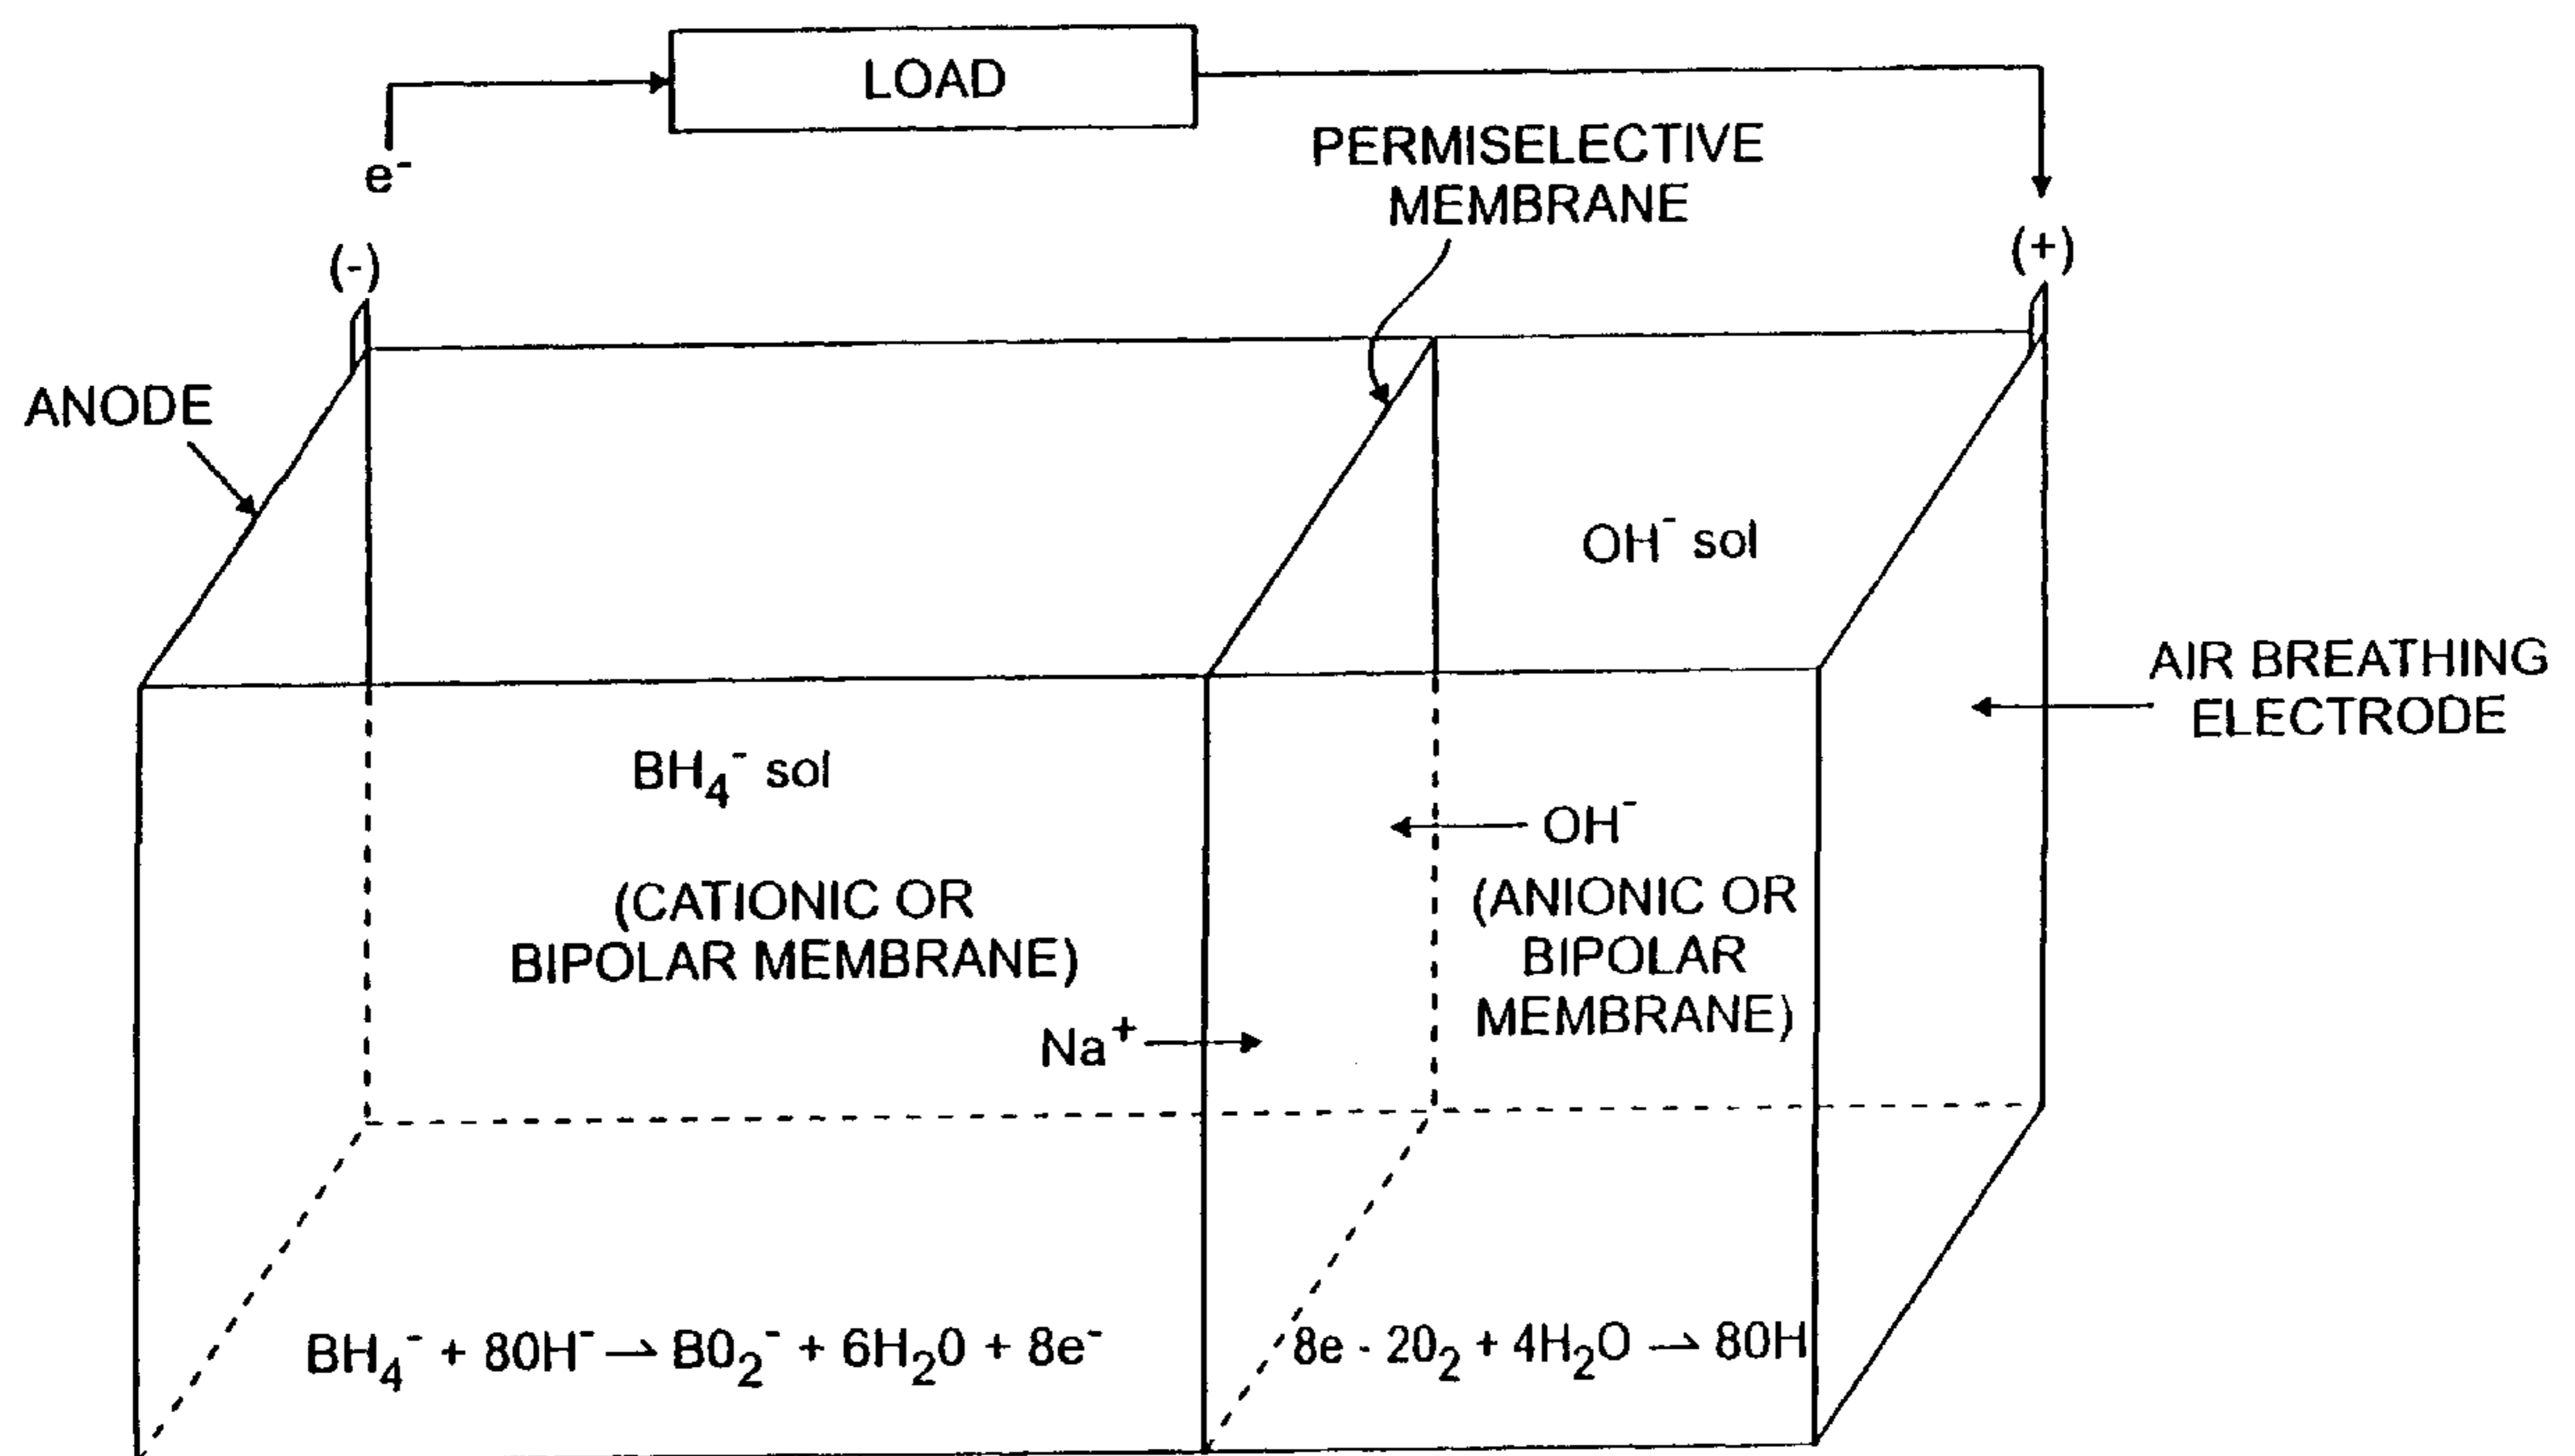 LOAD
PERMISELECTIVE
MEMBRANE
e⁻
(-)
(+)
ANODE
OH⁻ sol
AIR BREATHING
ELECTRODE
BH₄⁻ sol
OH⁻
(CATIONIC OR
BIPOLAR MEMBRANE)
(ANIONIC OR
BIPOLAR
MEMBRANE)
Na⁺
BH₄⁻ + 80H⁻ ⇀ B0₂⁻ + 6H₂0 + 8e⁻
8e - 20₂ + 4H₂O ⇀ 80H